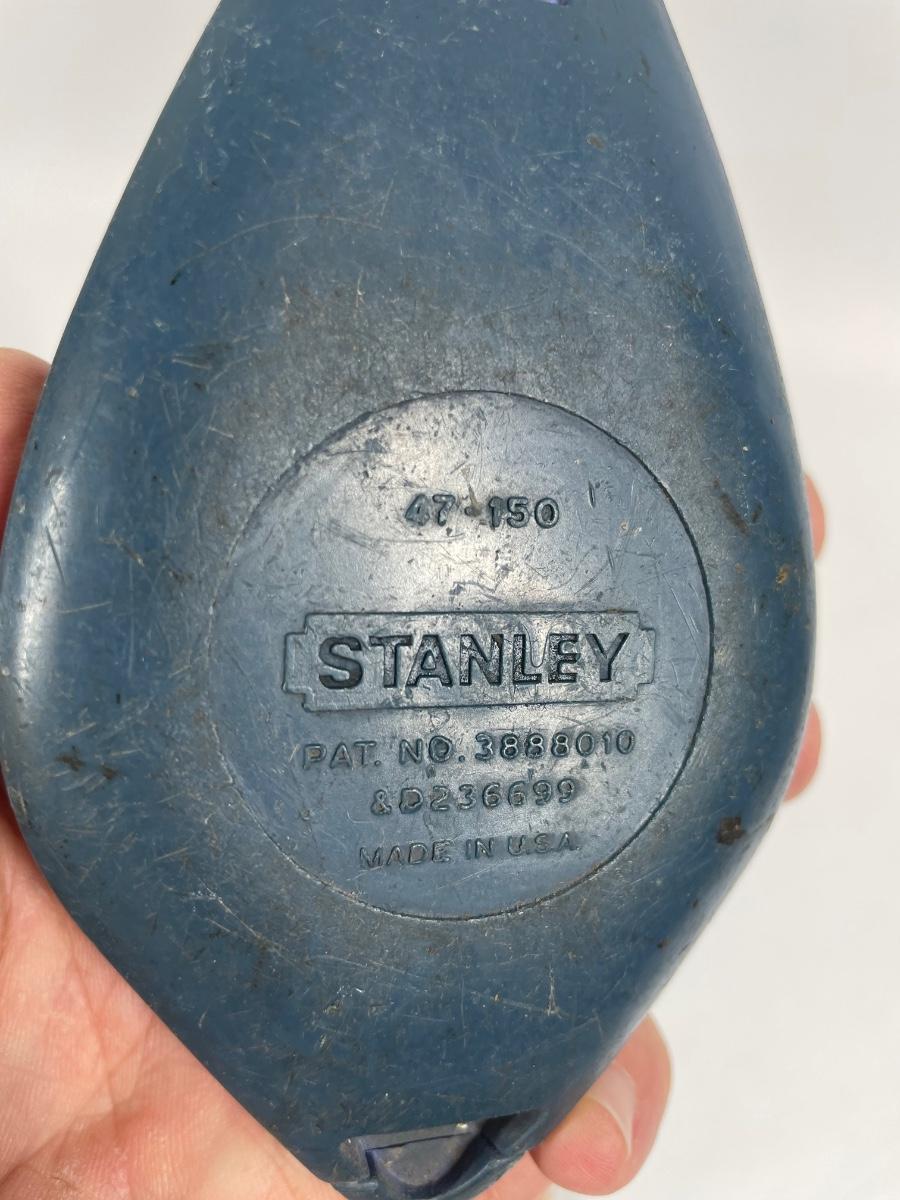 47-150
STANLEY
PAT. NO. 3888010
& D236699
MADE IN U.S.A.